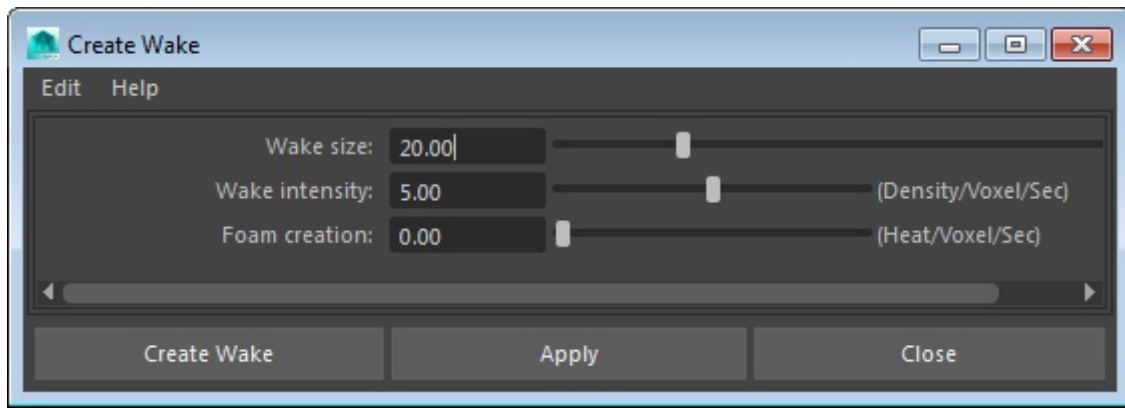 Create Wake
Edit Help
Wake size: 20.00
Wake intensity: 5.00 (Density/Voxel/Sec)
Foam creation: 0.00 (Heat/Voxel/Sec)
Create Wake Apply Close